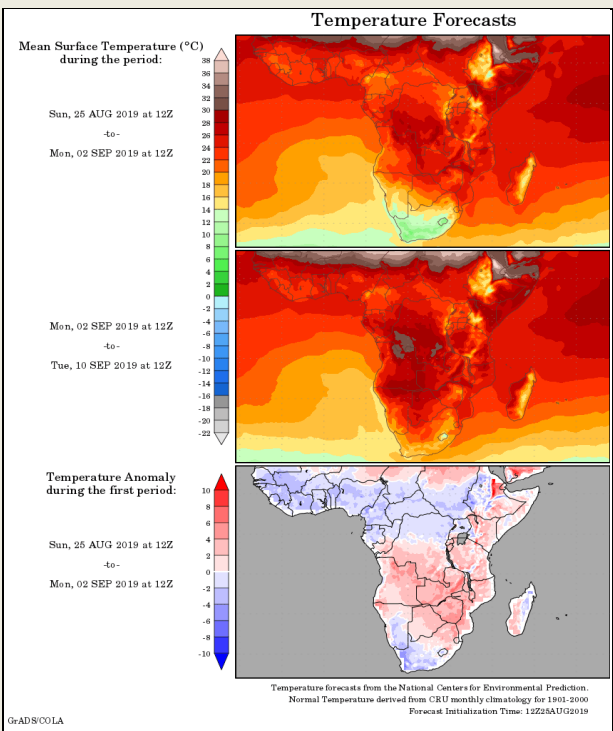 Temperature Forecasts
Mean Surface Temperature (°C)
during the period:
38
36
34
32
30
28
26
24
22
20
18
16
14
12
10
8
6
4
2
0
-2
-4
-6
-8
-10
-12
-14
-16
-18
-20
-22
Sun, 25 AUG 2019 at 12Z
-to-
Mon, 02 SEP 2019 at 12Z
Mon, 02 SEP 2019 at 12Z
-to-
Tue, 10 SEP 2019 at 12Z
Temperature Anomaly
during the first period:
10
8
6
4
2
0
-2
-4
-6
-8
-10
Sun, 25 AUG 2019 at 12Z
-to-
Mon, 02 SEP 2019 at 12Z
Temperature forecasts from the National Centers for Environmental Prediction.
Normal Temperature derived from CRU monthly climatology for 1901-2000
Forecast Initialization Time: 12Z25AUG2019
GrADS/COLA